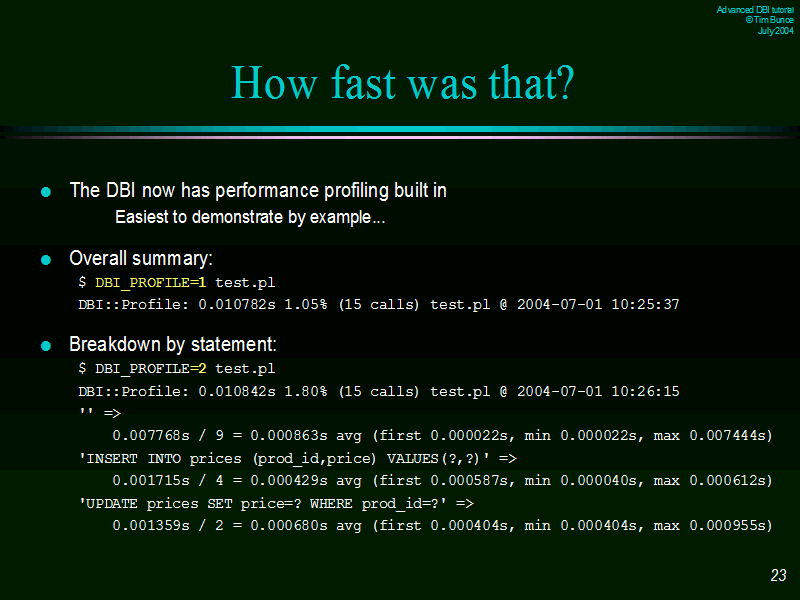 Advanced DBI tutorial
© Tim Bunce
July 2004
How fast was that?
The DBI now has performance profiling built in
Easiest to demonstrate by example...
Overall summary:
$ DBI_PROFILE=1 test.pl
DBI::Profile: 0.010782s 1.05% (15 calls) test.pl @ 2004-07-01 10:25:37
Breakdown by statement:
$ DBI_PROFILE=2 test.pl
DBI::Profile: 0.010842s 1.80% (15 calls) test.pl @ 2004-07-01 10:26:15
'' =>
0.007768s / 9 = 0.000863s avg (first 0.000022s, min 0.000022s, max 0.007444s)
'INSERT INTO prices (prod_id,price) VALUES(?,?)' =>
0.001715s / 4 = 0.000429s avg (first 0.000587s, min 0.000040s, max 0.000612s)
'UPDATE prices SET price=? WHERE prod_id=?' =>
0.001359s / 2 = 0.000680s avg (first 0.000404s, min 0.000404s, max 0.000955s)
23